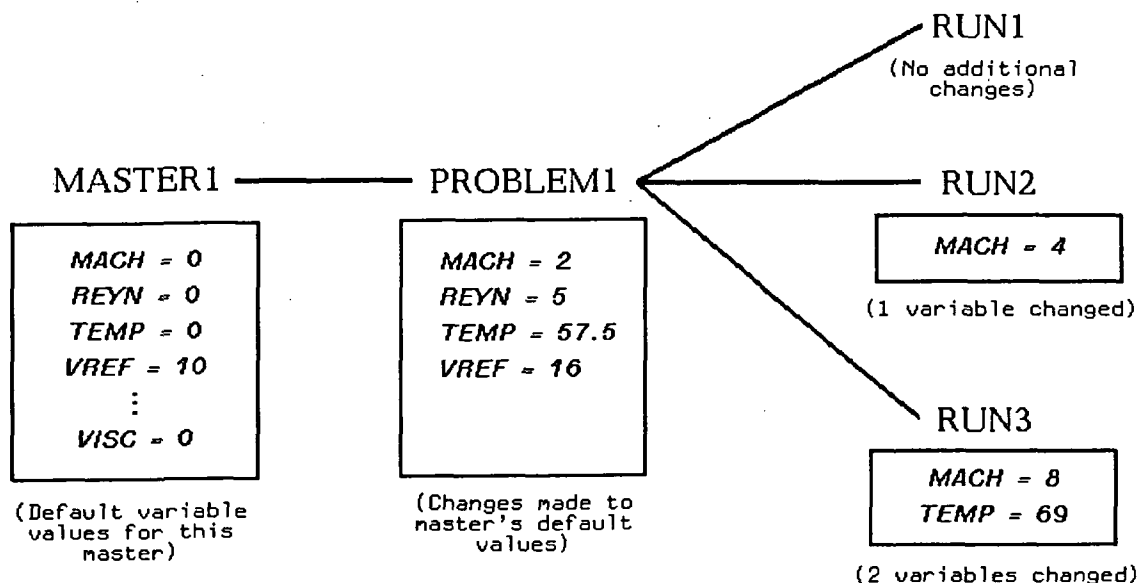 MASTER1
MACH = 0
REYN = 0
TEMP = 0
VREF = 10
⋮
VISC = 0
(Default variable
values for this
master)
PROBLEM1
MACH = 2
REYN = 5
TEMP = 57.5
VREF = 16
(Changes made to
master's default
values)
RUN1
(No additional
changes)
RUN2
MACH = 4
(1 variable changed)
RUN3
MACH = 8
TEMP = 69
(2 variables changed)